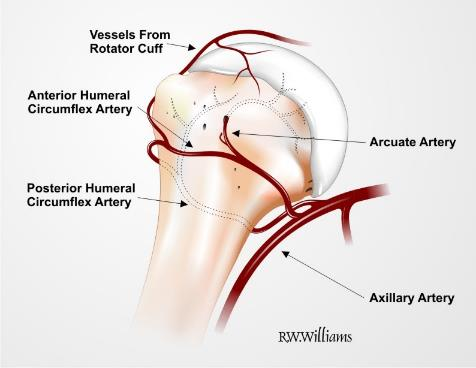 Vessels From
Rotator Cuff
Anterior Humeral
Circumflex Artery
Arcuate Artery
Posterior Humeral
Circumflex Artery
Axillary Artery
R.W.Williams